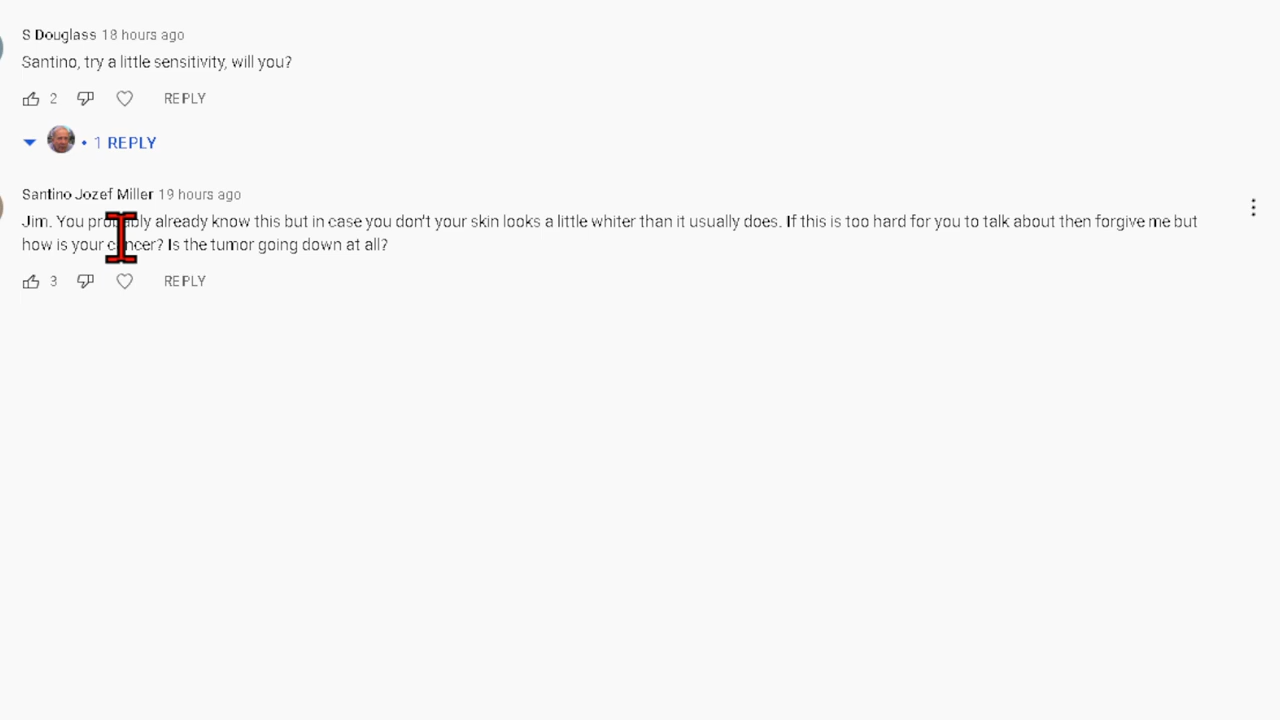 S Douglass 18 hours ago
Santino, try a little sensitivity, will you?
2 REPLY
• 1 REPLY
Santino Jozef Miller 19 hours ago
Jim. You probably already know this but in case you don't your skin looks a little whiter than it usually does. If this is too hard for you to talk about then forgive me but
how is your cancer? Is the tumor going down at all?
3 REPLY